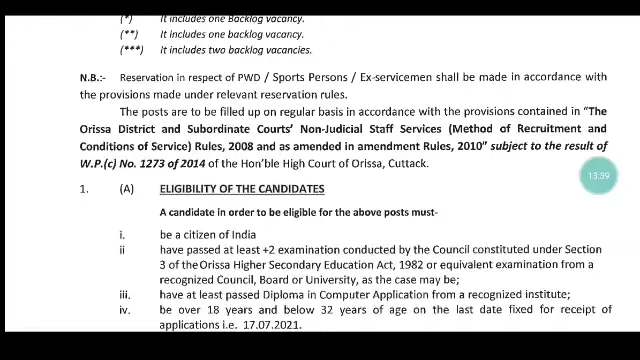 (*) It includes one Backlog vacancy.
(**) It includes one backlog vacancy.
(***) It includes two backlog vacancies.
N.B.:- Reservation in respect of PWD / Sports Persons / Ex-servicemen shall be made in accordance with
the provisions made under relevant reservation rules.
The posts are to be filled up on regular basis in accordance with the provisions contained in "The
Orissa District and Subordinate Courts' Non-Judicial Staff Services (Method of Recruitment and
Conditions of Service) Rules, 2008 and as amended in amendment Rules, 2010" subject to the result of
W.P.(c) No. 1273 of 2014 of the Hon'ble High Court of Orissa, Cuttack.
13:39
1. (A) ELIGIBILITY OF THE CANDIDATES
A candidate in order to be eligible for the above posts must-
i. be a citizen of India
ii have passed at least +2 examination conducted by the Council constituted under Section
3 of the Orissa Higher Secondary Education Act, 1982 or equivalent examination from a
recognized Council, Board or University, as the case may be;
iii. have at least passed Diploma in Computer Application from a recognized institute;
iv. be over 18 years and below 32 years of age on the last date fixed for receipt of
applications i.e. 17.07.2021.